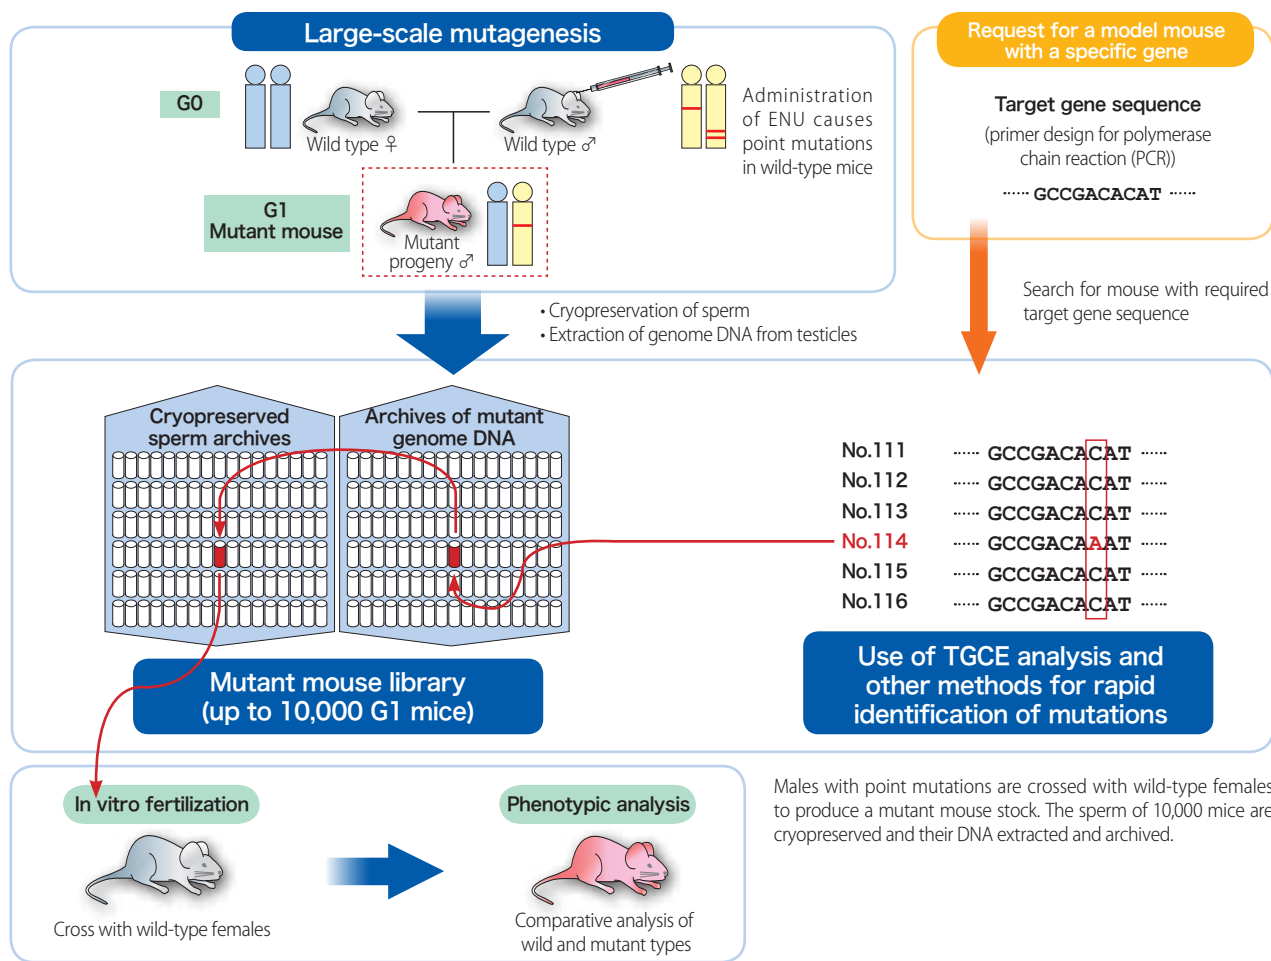 Large-scale mutagenesis
G0
Wild type ♀
Wild type ♂
Administration
of ENU causes
point mutations
in wild-type mice
G1
Mutant mouse
Mutant
progeny ♂
Request for a model mouse
with a specific gene
Target gene sequence
(primer design for polymerase
chain reaction (PCR))
······ GCCGACACAT ······
• Cryopreservation of sperm
• Extraction of genome DNA from testicles
Search for mouse with required
target gene sequence
Cryopreserved
sperm archives
Archives of mutant
genome DNA
No.111 ······ GCCGACACAT ······
No.112 ······ GCCGACACAT ······
No.113 ······ GCCGACACAT ······
No.114 ······ GCCGACAAAT ······
No.115 ······ GCCGACACAT ······
No.116 ······ GCCGACACAT ······
Mutant mouse library
(up to 10,000 G1 mice)
Use of TGCE analysis and
other methods for rapid
identification of mutations
In vitro fertilization
Cross with wild-type females
Phenotypic analysis
Comparative analysis of
wild and mutant types
Males with point mutations are crossed with wild-type females
to produce a mutant mouse stock. The sperm of 10,000 mice are
cryopreserved and their DNA extracted and archived.